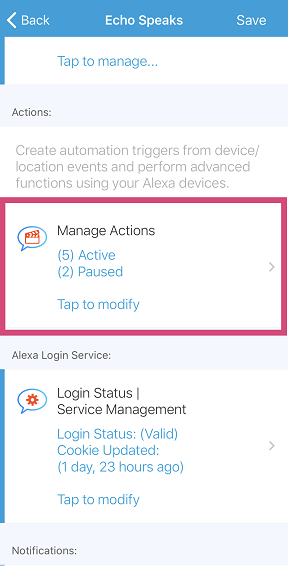 Back Echo Speaks Save
Tap to manage...
Actions:
Create automation triggers from device/
location events and perform advanced
functions using your Alexa devices.
Manage Actions
(5) Active
(2) Paused
Tap to modify
Alexa Login Service:
Login Status |
Service Management
Login Status: (Valid)
Cookie Updated:
(1 day, 23 hours ago)
Tap to modify
Notifications: